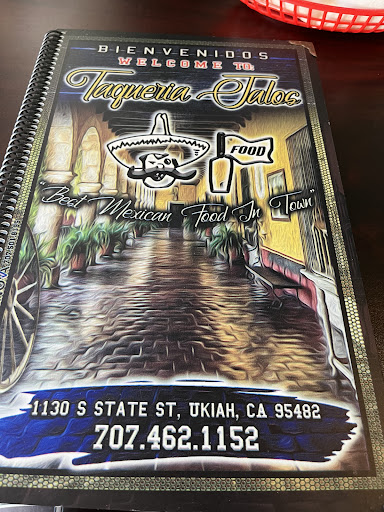 BIENVENIDOS
WELCOME TO:
Taqueria Jalos
FOOD
"Best Mexican Food In Town"
1130 S STATE ST, UKIAH, CA 95482
707.462.1152